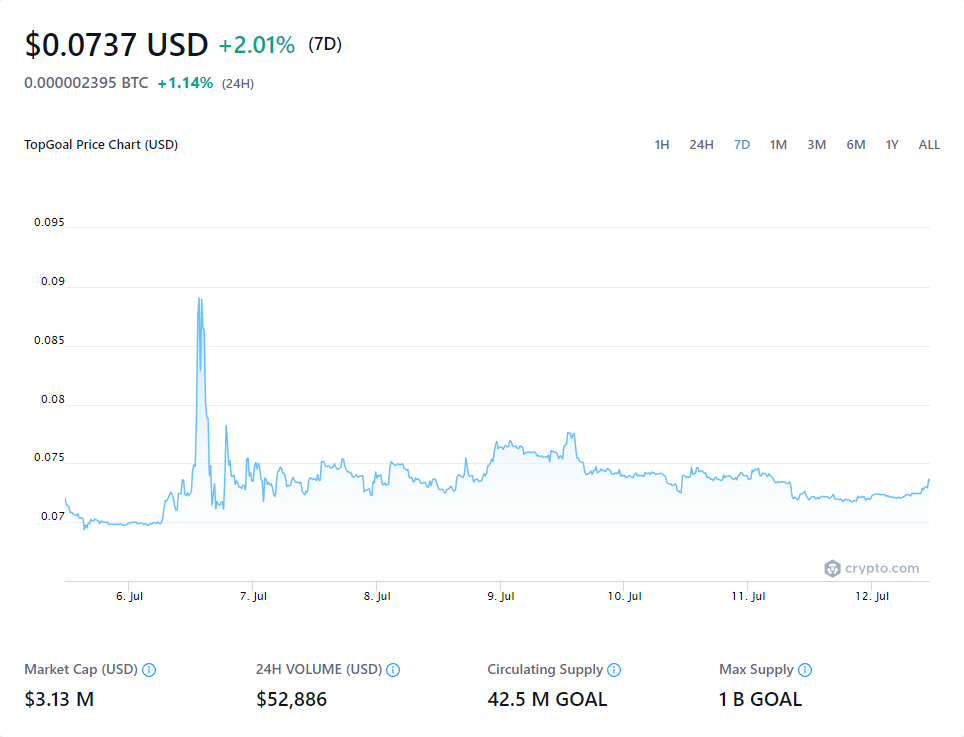 $0.0737 USD +2.01% (7D)
0.000002395 BTC +1.14% (24H)
TopGoal Price Chart (USD) 1H 24H 7D 1M 3M 6M 1Y ALL
0.095
0.09
0.085
0.08
0.075
0.07
crypto.com
6. Jul 7. Jul 8. Jul 9. Jul 10. Jul 11. Jul 12. Jul
Market Cap (USD) 24H VOLUME (USD) Circulating Supply Max Supply
$3.13 M $52,886 42.5 M GOAL 1 B GOAL